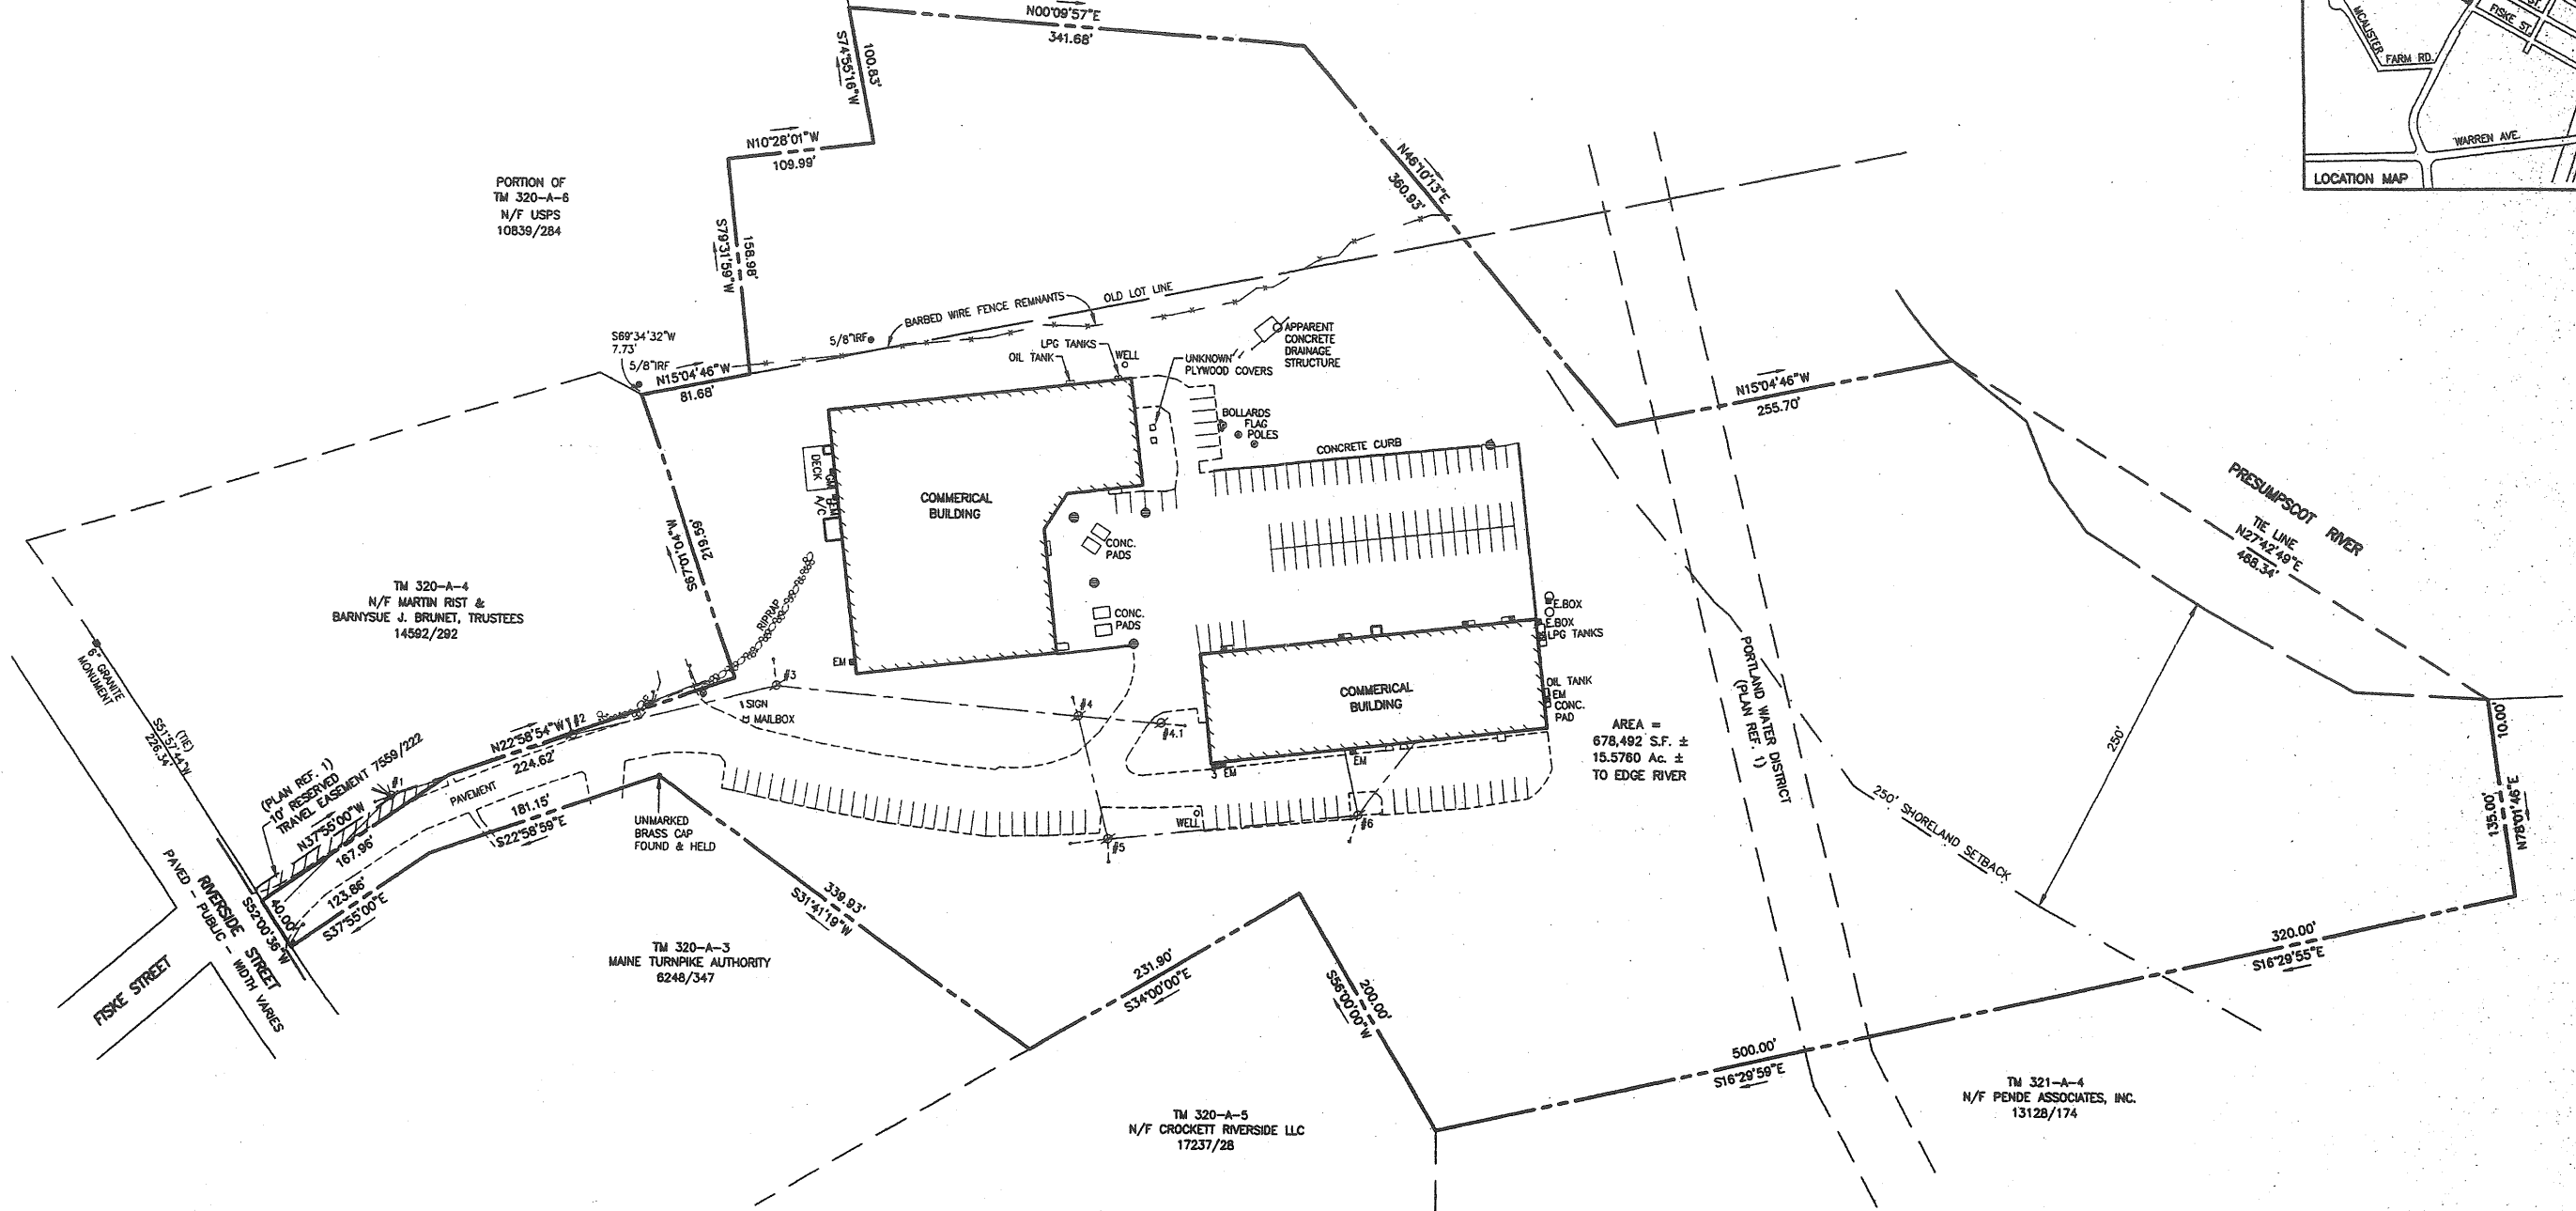 N00°09'57"E
341.68'
S74°55'16"W
100.83'
N10°28'01"W
109.99'
PORTION OF
TM 320-A-6
N/F USPS
10839/284
S79°31'59"W
158.98'
N46°10'13"E
360.93'
MCALISTER
FARM RD.
FISKE ST.
ST.
WARREN AVE.
LOCATION MAP
S69°34'32"W
7.73'
5/8"IRF
N15°04'46"W
81.68'
5/8"IRF
BARBED WIRE FENCE REMNANTS
OLD LOT LINE
OIL TANK
LPG TANKS
WELL
UNKNOWN
PLYWOOD COVERS
APPARENT
CONCRETE
DRAINAGE
STRUCTURE
BOLLARDS
FLAG
POLES
CONCRETE CURB
N15°04'46"W
255.70'
PRESUMPSCOT RIVER
TIE LINE
N27°42'49"E
468.34'
DECK
A/C
COMMERICAL
BUILDING
CONC.
PADS
CONC.
PADS
S67°01'04"W
219.59'
TM 320-A-4
N/F MARTIN RIST &
BARNYSUE J. BRUNET, TRUSTEES
14592/292
RIPRAP
EM
#3
SIGN
MAILBOX
#4
#4.1
E.BOX
E.BOX
LPG TANKS
OIL TANK
EM
CONC.
PAD
COMMERICAL
BUILDING
3 EM
EM
AREA =
678,492 S.F. ±
15.5760 Ac. ±
TO EDGE RIVER
PORTLAND WATER DISTRICT
(PLAN REF. 1)
250'
250' SHORELAND SETBACK
10.00'
135.00'
N78°01'46"E
6" GRANITE
MONUMENT
(TIE)
S51°57'44"W
226.34'
N22°58'54"W
224.62'
#2
(PLAN REF. 1)
10' RESERVED
TRAVEL EASEMENT 7559/222
#1
N37°55'00"W
167.96'
PAVEMENT
181.15'
S22°58'59"E
123.86'
S37°55'00"E
40.00'
S52°00'36"W
RIVERSIDE STREET
PAVED - PUBLIC - WIDTH VARIES
FISKE STREET
UNMARKED
BRASS CAP
FOUND & HELD
WELL
#5
#6
339.93'
S31°41'19"W
TM 320-A-3
MAINE TURNPIKE AUTHORITY
6248/347
231.90'
S34°00'00"E
200.00'
S56°00'00"W
320.00'
S16°29'55"E
500.00'
S16°29'59"E
TM 320-A-5
N/F CROCKETT RIVERSIDE LLC
17237/28
TM 321-A-4
N/F PENDE ASSOCIATES, INC.
13128/174